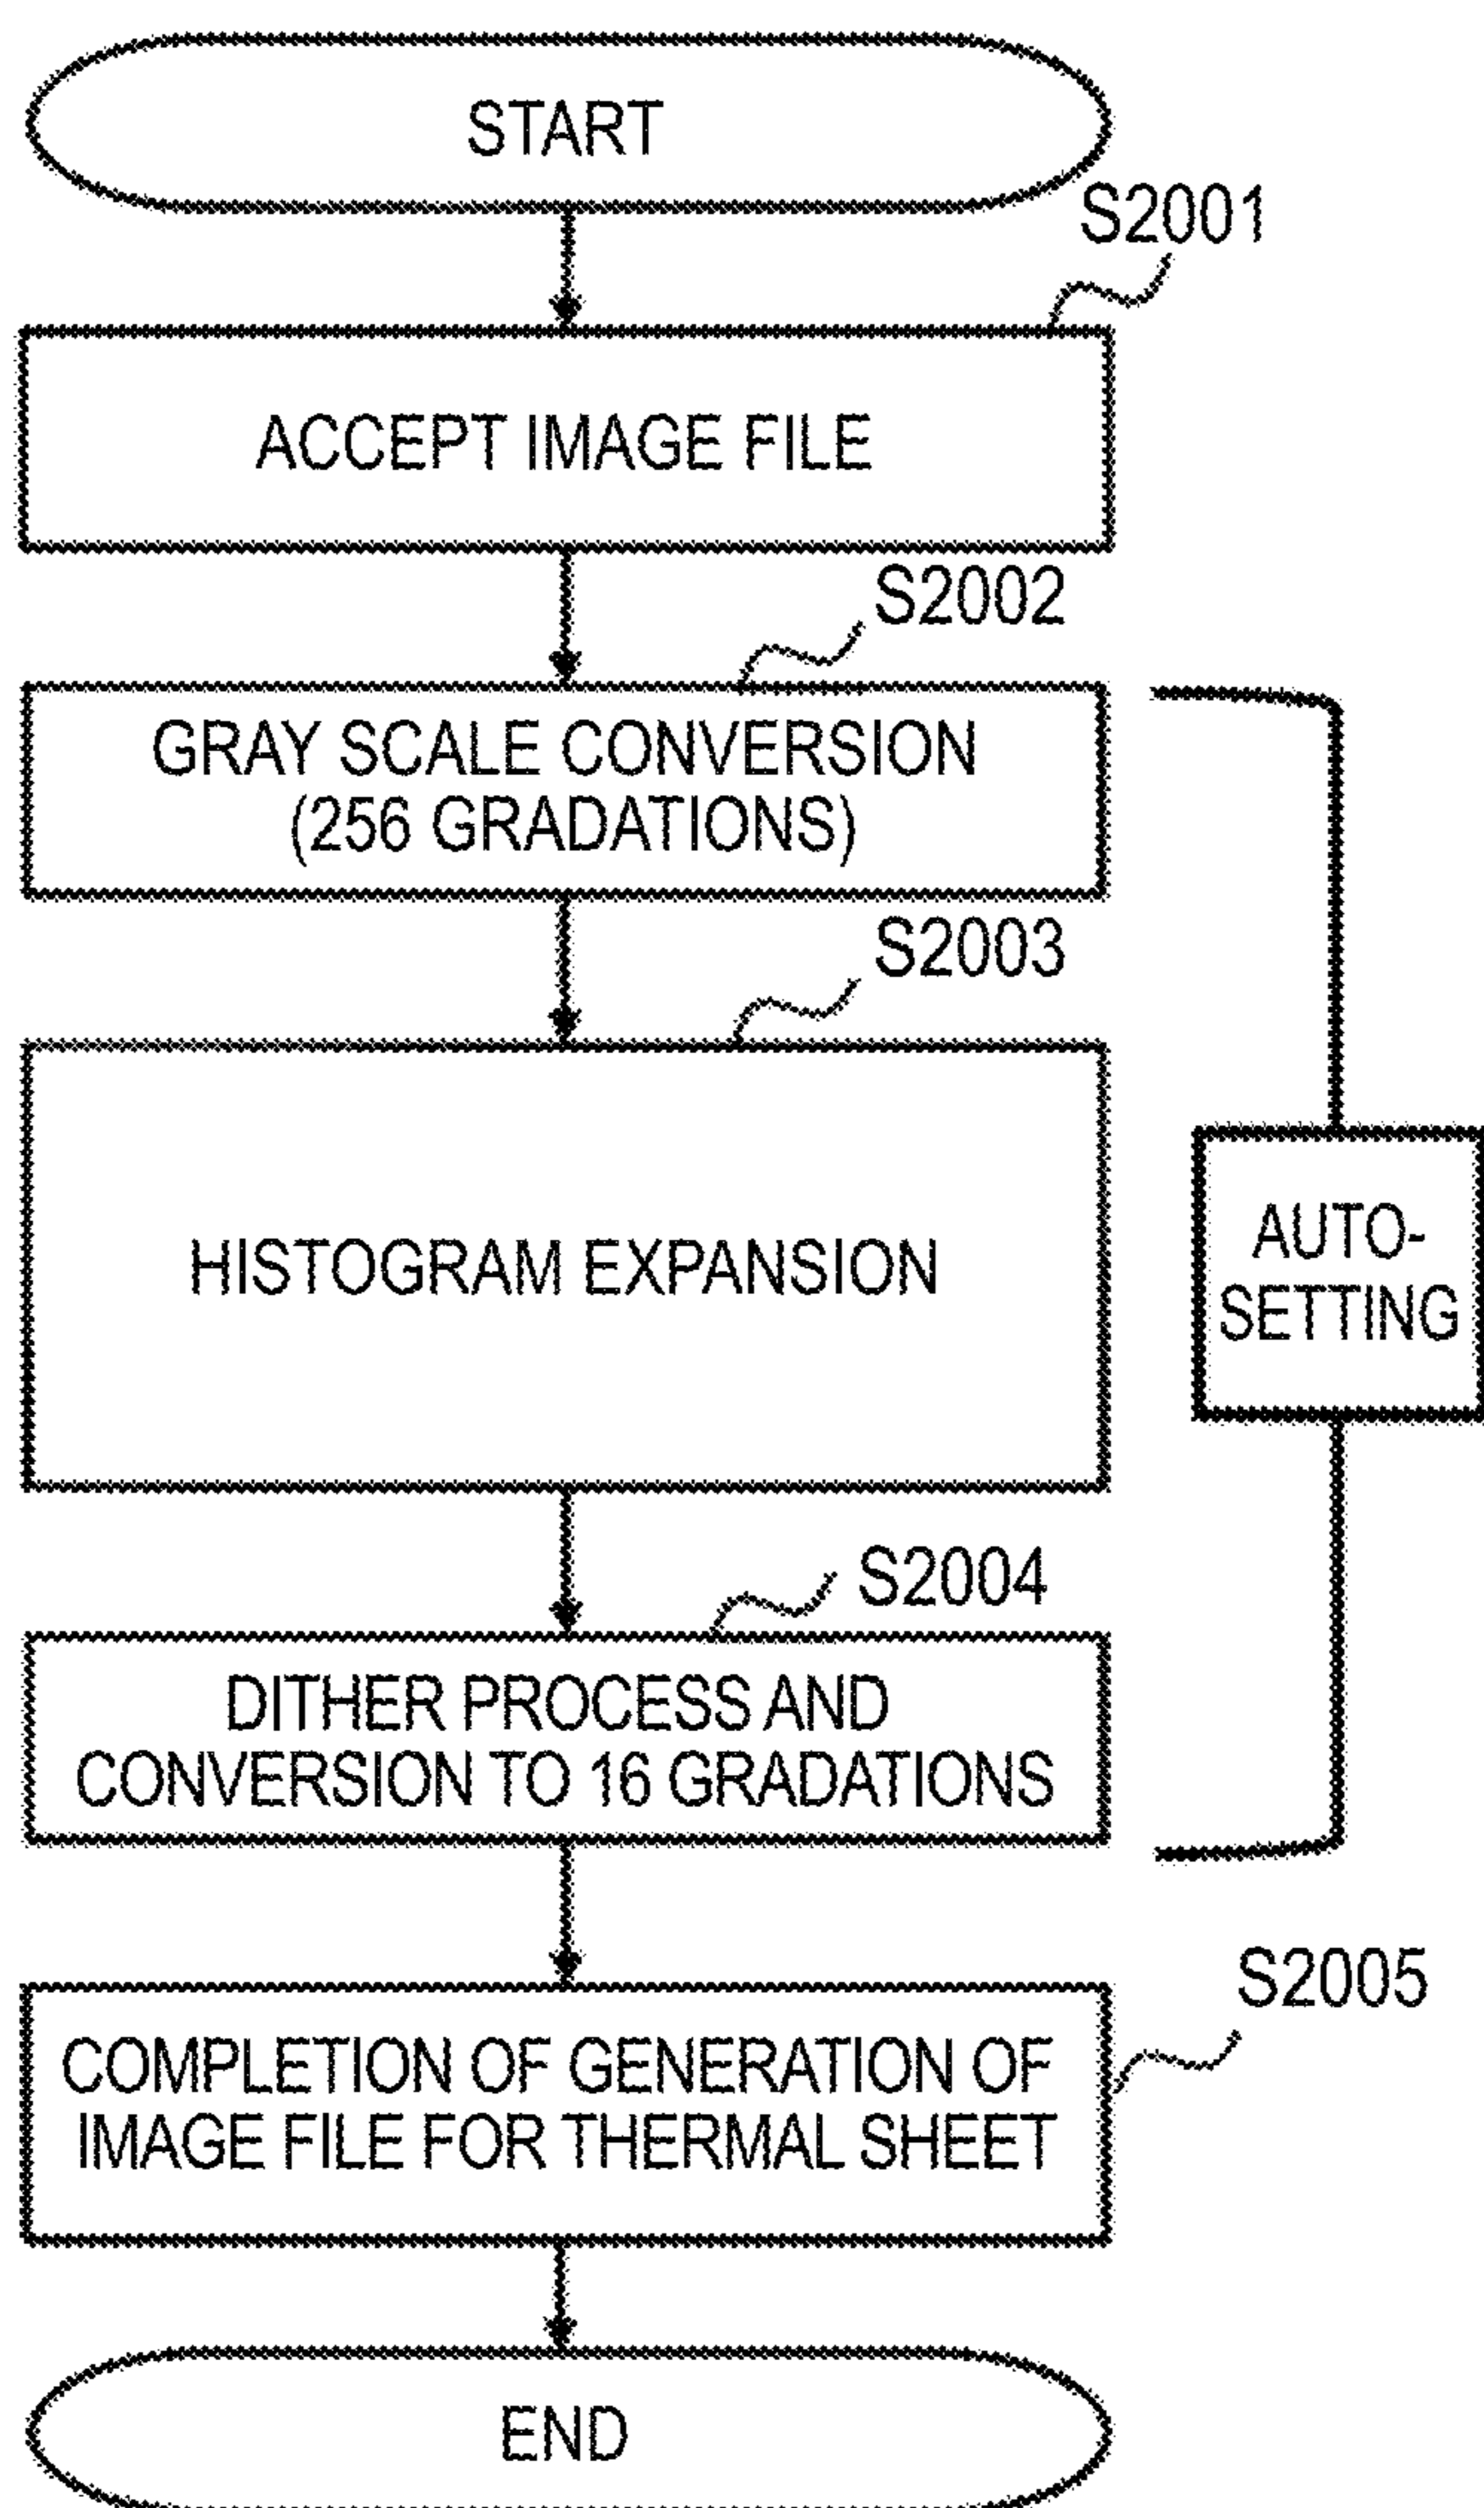 START
S2001
ACCEPT IMAGE FILE
S2002
GRAY SCALE CONVERSION
(256 GRADATIONS)
S2003
HISTOGRAM EXPANSION
AUTO-
SETTING
S2004
DITHER PROCESS AND
CONVERSION TO 16 GRADATIONS
S2005
COMPLETION OF GENERATION OF
IMAGE FILE FOR THERMAL SHEET
END